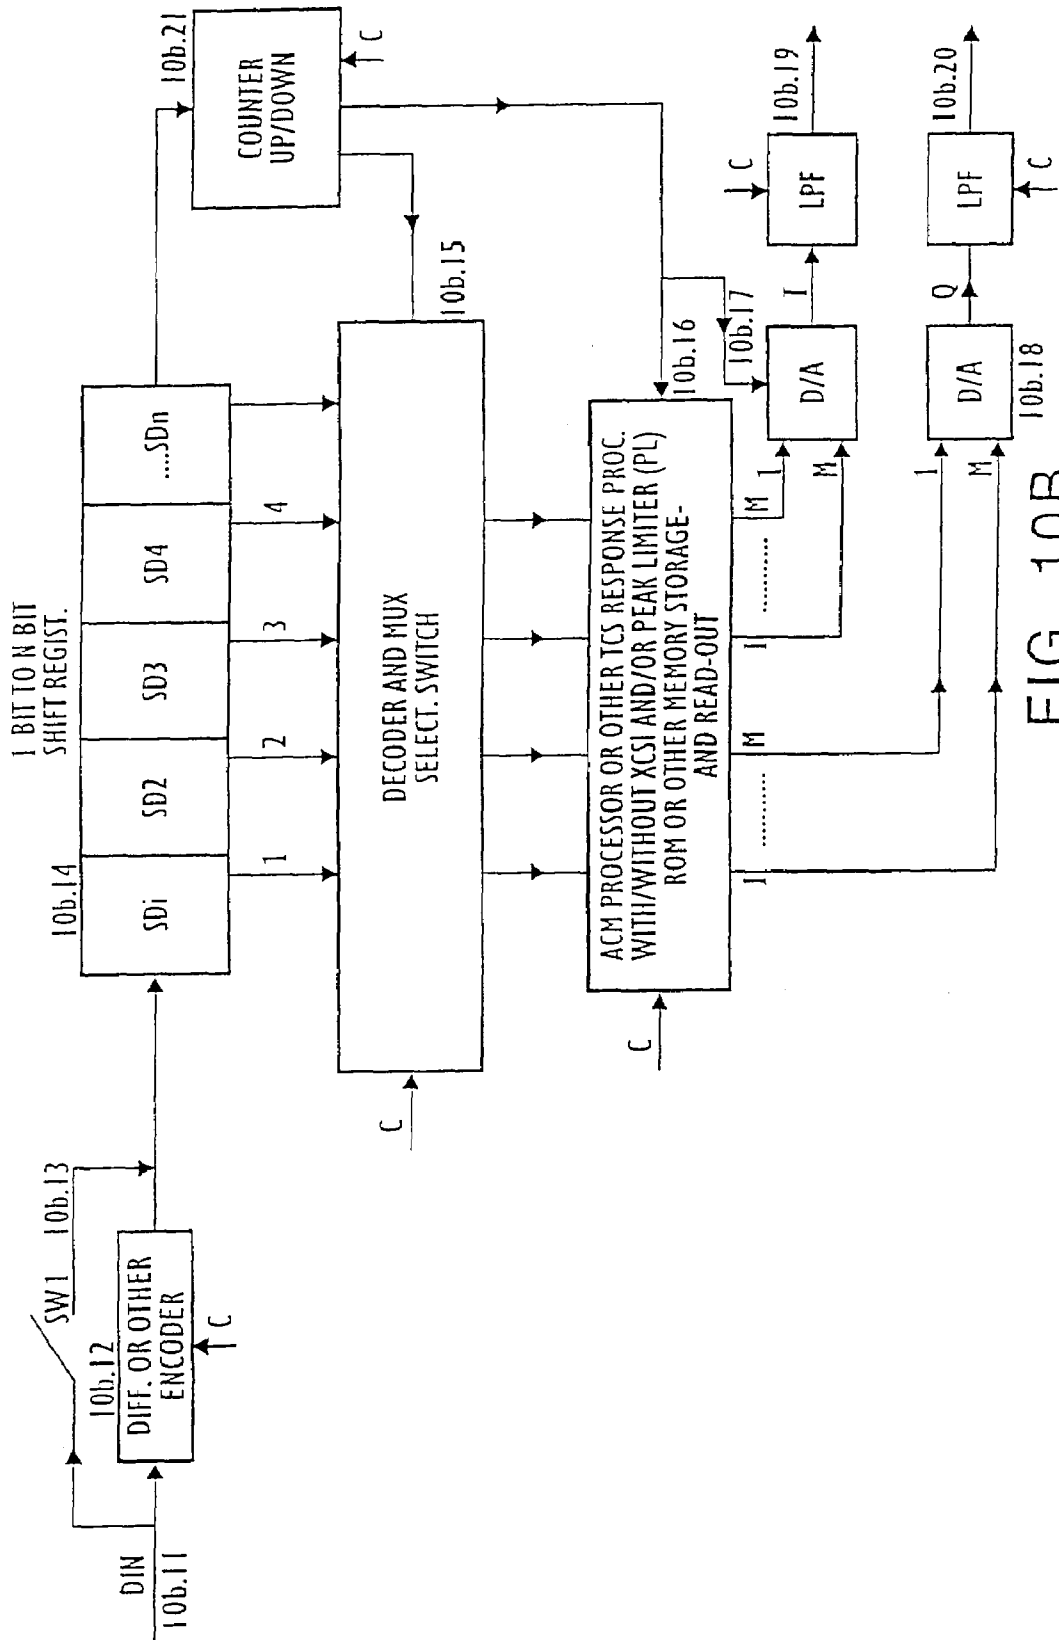 DIN
10b.11
SW1
10b.13
10b.12
DIFF. OR OTHER
ENCODER
C
1 BIT TO N BIT
SHIFT REGIST.
10b.14
SDi
SD2
SD3
SD4
....SDn
10b.21
COUNTER
UP/DOWN
C
1
2
3
4
10b.15
DECODER AND MUX
SELECT. SWITCH
C
10b.16
ACM PROCESSOR OR OTHER TCS RESPONSE PROC.
WITH/WITHOUT XCSI AND/OR PEAK LIMITER (PL)
ROM OR OTHER MEMORY STORAGE-
AND READ-OUT
C
1
..........
M
1
..........
M
10b.17
1
M
D/A
I
C
LPF
10b.19
1
M
D/A
10b.18
Q
LPF
C
10b.20
FIG. 10B